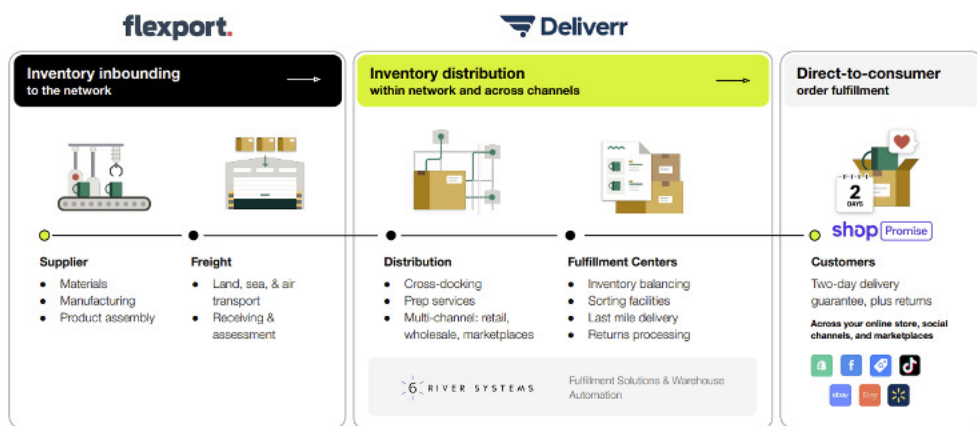 flexport.
Deliverr
Inventory inbounding
to the network
Inventory distribution
within network and across channels
Direct-to-consumer
order fulfillment
2
DAYS
shop Promise
Supplier
• Materials
• Manufacturing
• Product assembly
Freight
• Land, sea, & air
transport
• Receiving &
assessment
Distribution
• Cross-docking
• Prep services
• Multi-channel: retail,
wholesale, marketplaces
Fulfillment Centers
• Inventory balancing
• Sorting facilities
• Last mile delivery
• Returns processing
Customers
Two-day delivery
guarantee, plus returns
Across your online store, social
channels, and marketplaces
6 RIVER SYSTEMS
Fulfillment Solutions & Warehouse
Automation
f
ebay
Etsy